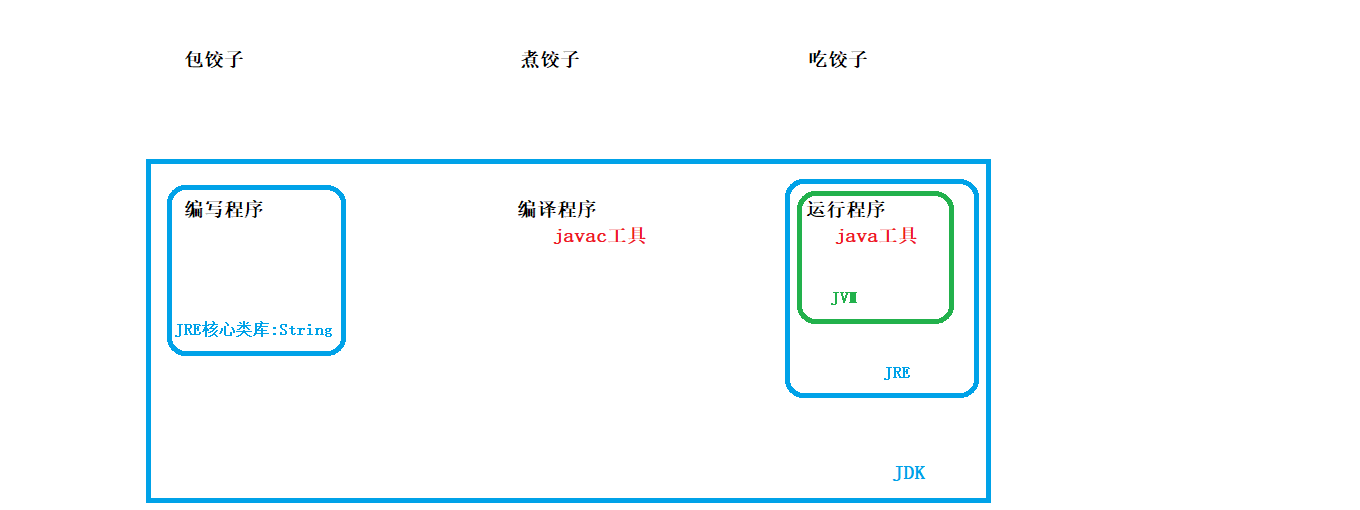 包饺子 煮饺子 吃饺子
编写程序 编译程序 运行程序
javac工具 java工具
JVM
JRE核心类库:String
JRE
JDK